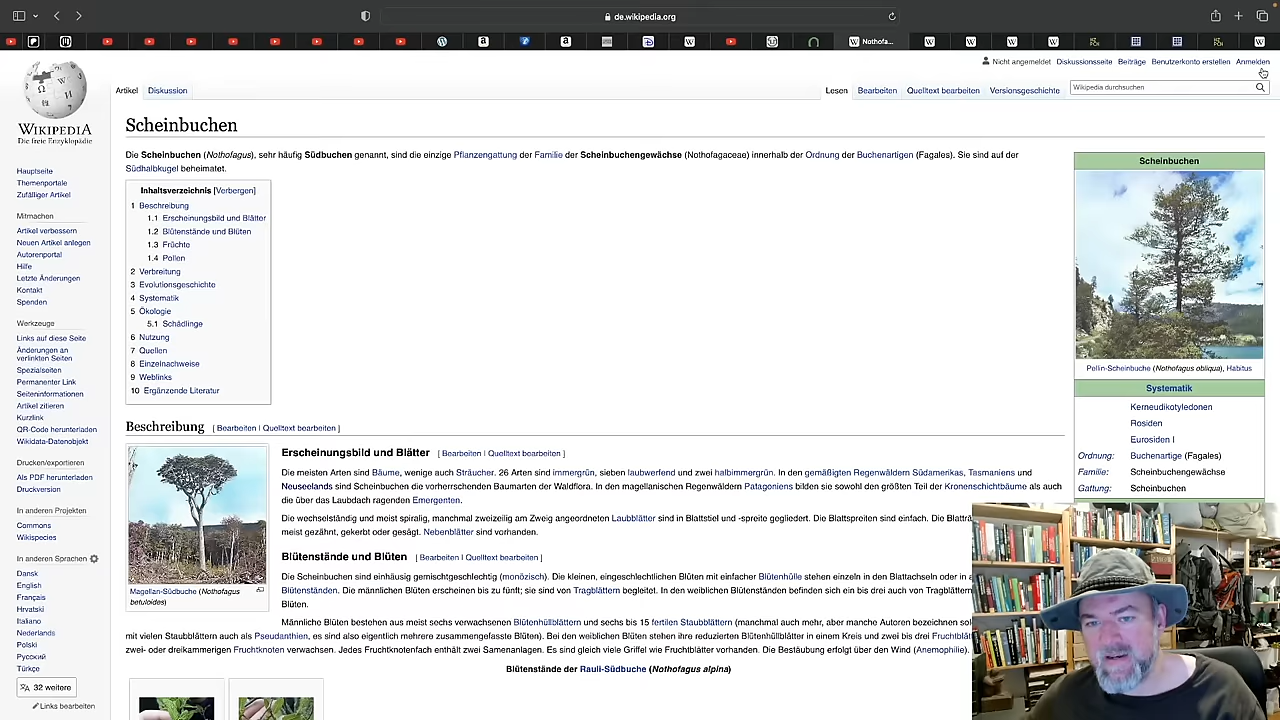 de.wikipedia.org
Nothofa...
Nicht angemeldet Diskussionsseite Beiträge Benutzerkonto erstellen Anmelden
Artikel Diskussion
Lesen Bearbeiten Quelltext bearbeiten Versionsgeschichte
Wikipedia durchsuchen
WIKIPEDIA
Die freie Enzyklopädie
Hauptseite
Themenportale
Zufälliger Artikel
Mitmachen
Artikel verbessern
Neuen Artikel anlegen
Autorenportal
Hilfe
Letzte Änderungen
Kontakt
Spenden
Werkzeuge
Links auf diese Seite
Änderungen an
verlinkten Seiten
Spezialseiten
Permanenter Link
Seiteninformationen
Artikel zitieren
Kurzlink
QR-Code herunterladen
Wikidata-Datenobjekt
Drucken/exportieren
Als PDF herunterladen
Druckversion
In anderen Projekten
Commons
Wikispecies
In anderen Sprachen
Dansk
English
Français
Hrvatski
Italiano
Nederlands
Polski
Русский
Türkçe
32 weitere
Links bearbeiten
Scheinbuchen
Die Scheinbuchen (Nothofagus), sehr häufig Südbuchen genannt, sind die einzige Pflanzengattung der Familie der Scheinbuchengewächse (Nothofagaceae) innerhalb der Ordnung der Buchenartigen (Fagales). Sie sind auf der
Südhalbkugel beheimatet.
Inhaltsverzeichnis [Verbergen]
1 Beschreibung
1.1 Erscheinungsbild und Blätter
1.2 Blütenstände und Blüten
1.3 Früchte
1.4 Pollen
2 Verbreitung
3 Evolutionsgeschichte
4 Systematik
5 Ökologie
5.1 Schädlinge
6 Nutzung
7 Quellen
8 Einzelnachweise
9 Weblinks
10 Ergänzende Literatur
Beschreibung [ Bearbeiten | Quelltext bearbeiten ]
Magellan-Südbuche (Nothofagus
betuloides)
Erscheinungsbild und Blätter [ Bearbeiten | Quelltext bearbeiten ]
Die meisten Arten sind Bäume, wenige auch Sträucher. 26 Arten sind immergrün, sieben laubwerfend und zwei halbimmergrün. In den gemäßigten Regenwäldern Südamerikas, Tasmaniens und
Neuseelands sind Scheinbuchen die vorherrschenden Baumarten der Waldflora. In den magellanischen Regenwäldern Patagoniens bilden sie sowohl den größten Teil der Kronenschichtbäume als auch
die über das Laubdach ragenden Emergenten.
Die wechselständig und meist spiralig, manchmal zweizeilig am Zweig angeordneten Laubblätter sind in Blattstiel und -spreite gegliedert. Die Blattspreiten sind einfach. Die Blatträ
meist gezähnt, gekerbt oder gesägt. Nebenblätter sind vorhanden.
Blütenstände und Blüten [ Bearbeiten | Quelltext bearbeiten ]
Die Scheinbuchen sind einhäusig gemischtgeschlechtig (monözisch). Die kleinen, eingeschlechtlichen Blüten mit einfacher Blütenhülle stehen einzeln in den Blattachseln oder in
Blütenständen. Die männlichen Blüten erscheinen bis zu fünft; sie sind von Tragblättern begleitet. In den weiblichen Blütenständen befinden sich ein bis drei auch von Tragblättern
Blüten.
Männliche Blüten bestehen aus meist sechs verwachsenen Blütenhüllblättern und sechs bis 15 fertilen Staubblättern (manchmal auch mehr, aber manche Autoren bezeichnen
mit vielen Staubblättern auch als Pseudanthien, es sind also eigentlich mehrere zusammengefasste Blüten). Bei den weiblichen Blüten stehen ihre reduzierten Blütenhüllblätter in einem Kreis und zwei bis drei Fruchtblät
zwei- oder dreikammerigen Fruchtknoten verwachsen. Jedes Fruchtknotenfach enthält zwei Samenanlagen. Es sind gleich viele Griffel wie Fruchtblätter vorhanden. Die Bestäubung erfolgt über den Wind (Anemophilie).
Blütenstände der Rauli-Südbuche (Nothofagus alpina)
Scheinbuchen
Pellin-Scheinbuche (Nothofagus obliqua), Habitus
Systematik
Kerneudikotyledonen
Rosiden
Eurosiden I
Ordnung: Buchenartige (Fagales)
Familie: Scheinbuchengewächse
Gattung: Scheinbuchen